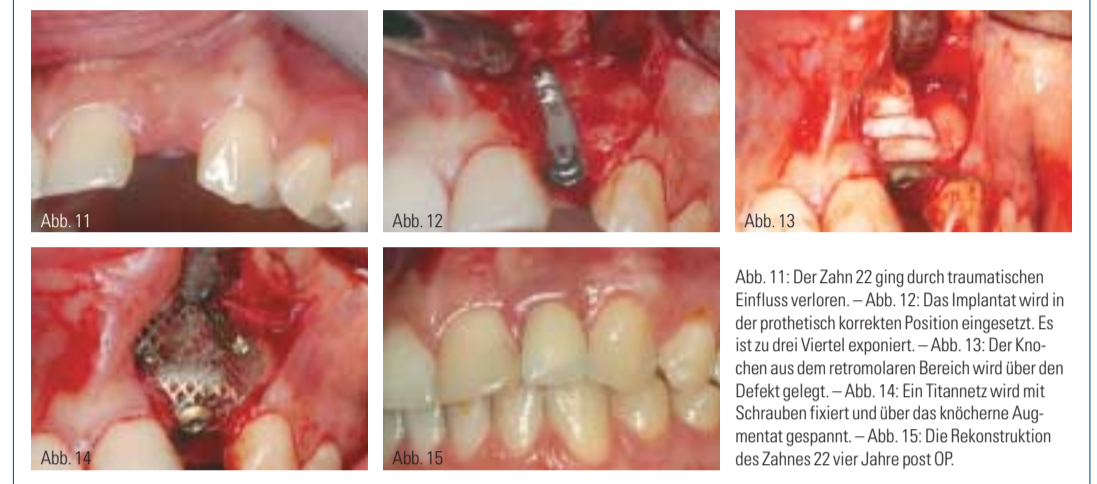 Abb. 11
Abb. 12
Abb. 13
Abb. 14
Abb. 15
Abb. 11: Der Zahn 22 ging durch traumatischen
Einfluss verloren. – Abb. 12: Das Implantat wird in
der prothetisch korrekten Position eingesetzt. Es
ist zu drei Viertel exponiert. – Abb. 13: Der Kno-
chen aus dem retromolaren Bereich wird über den
Defekt gelegt. – Abb. 14: Ein Titannetz wird mit
Schrauben fixiert und über das knöcherne Aug-
mentat gespannt. – Abb. 15: Die Rekonstruktion
des Zahnes 22 vier Jahre post OP.